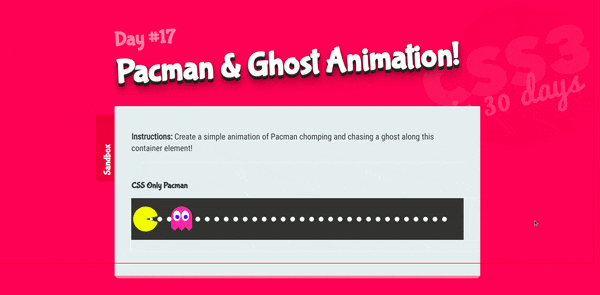 Day #17
Pacman & Ghost Animation!
CSS3
in 30 days
Sandbox
Instructions: Create a simple animation of Pacman chomping and chasing a ghost along this
container element!
CSS Only Pacman